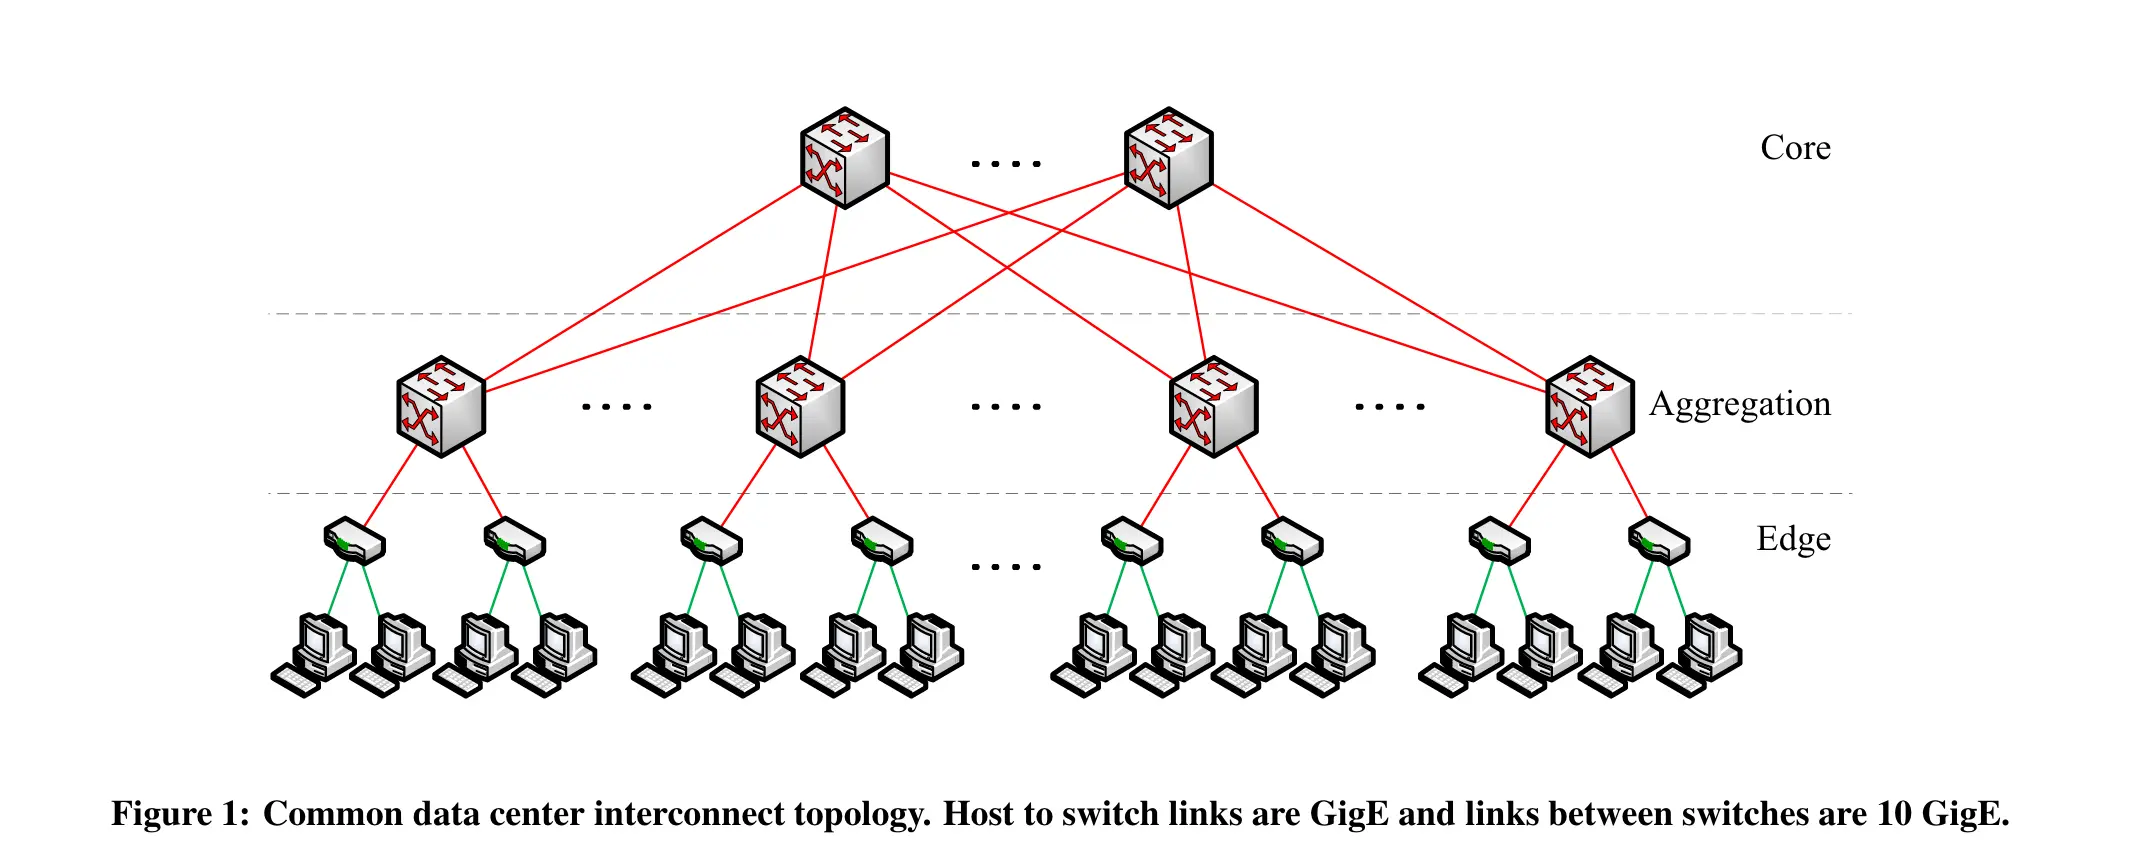 Core
Aggregation
Edge
Figure 1: Common data center interconnect topology. Host to switch links are GigE and links between switches are 10 GigE.